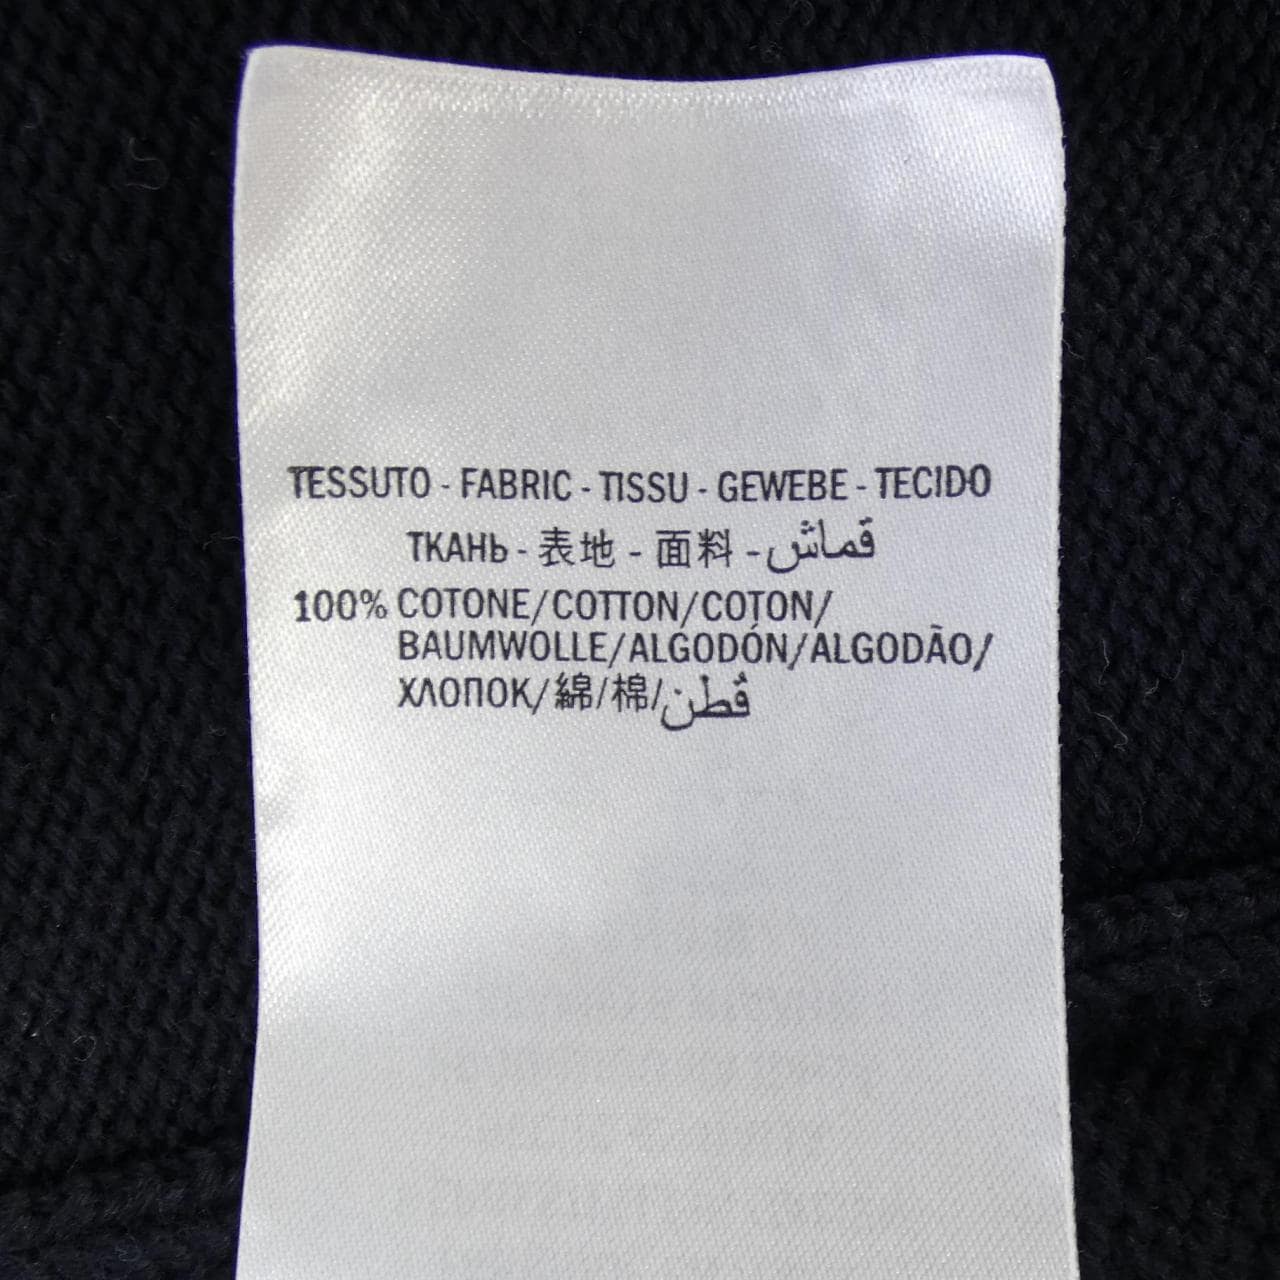 TESSUTO - FABRIC - TISSU - GEWEBE - TECIDO
ТКАНЬ - 表地 - 面料 - قماش
100% COTONE/COTTON/COTON/
BAUMWOLLE/ALGODÓN/ALGODÃO/
ХЛОПОК/綿/棉/قطن